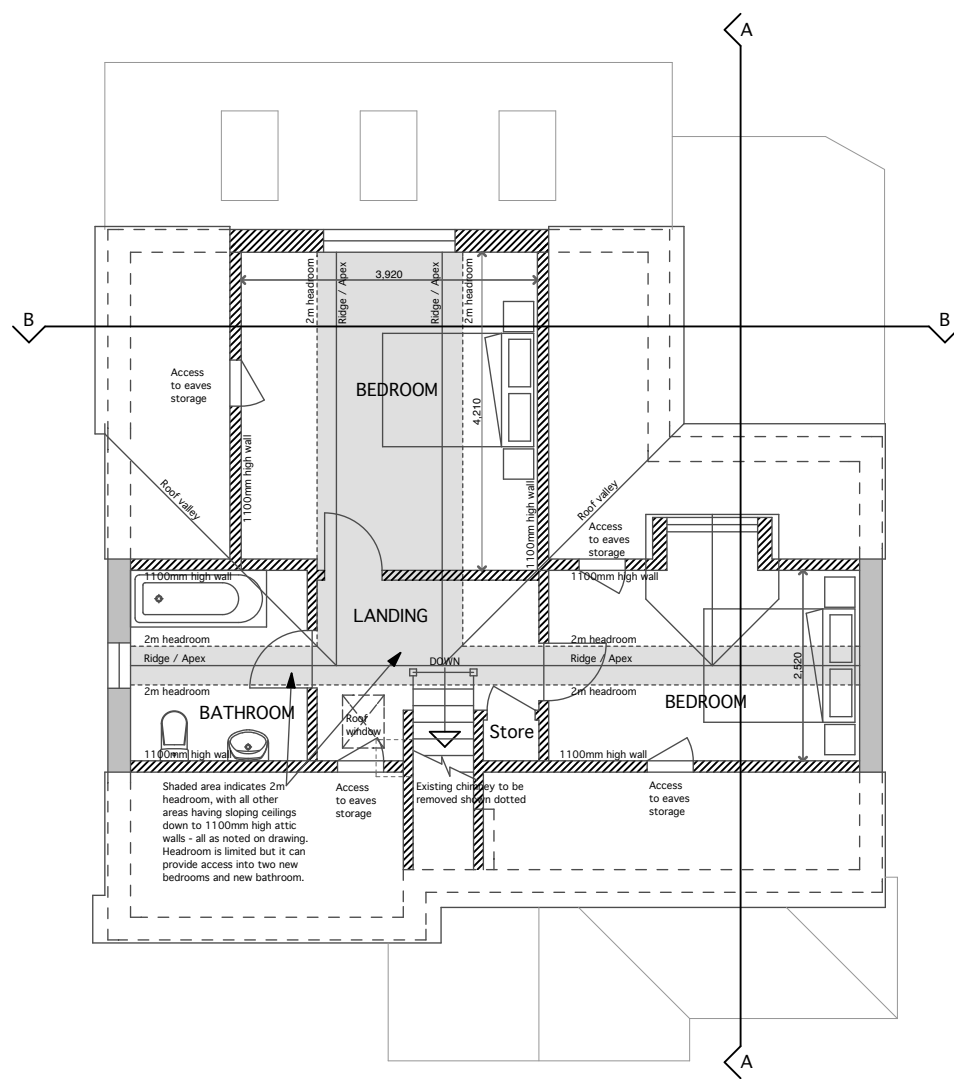 A
B
B
3,920
2m headroom
Ridge / Apex
Ridge / Apex
2m headroom
Access
to eaves
storage
BEDROOM
4,210
1100mm high wall
1100mm high wall
Roof valley
Roof valley
Access
to eaves
storage
1100mm high wall
1100mm high wall
LANDING
2m headroom
2m headroom
Ridge / Apex
DOWN
Ridge / Apex
2,520
2m headroom
2m headroom
BATHROOM
BEDROOM
Roof
window
Store
1100mm high wall
1100mm high wall
Shaded area indicates 2m
headroom, with all other
areas having sloping ceilings
down to 1100mm high attic
walls - all as noted on drawing.
Headroom is limited but it can
provide access into two new
bedrooms and new bathroom.
Access
to eaves
storage
Existing chimney to be
removed shown dotted
Access
to eaves
storage
A